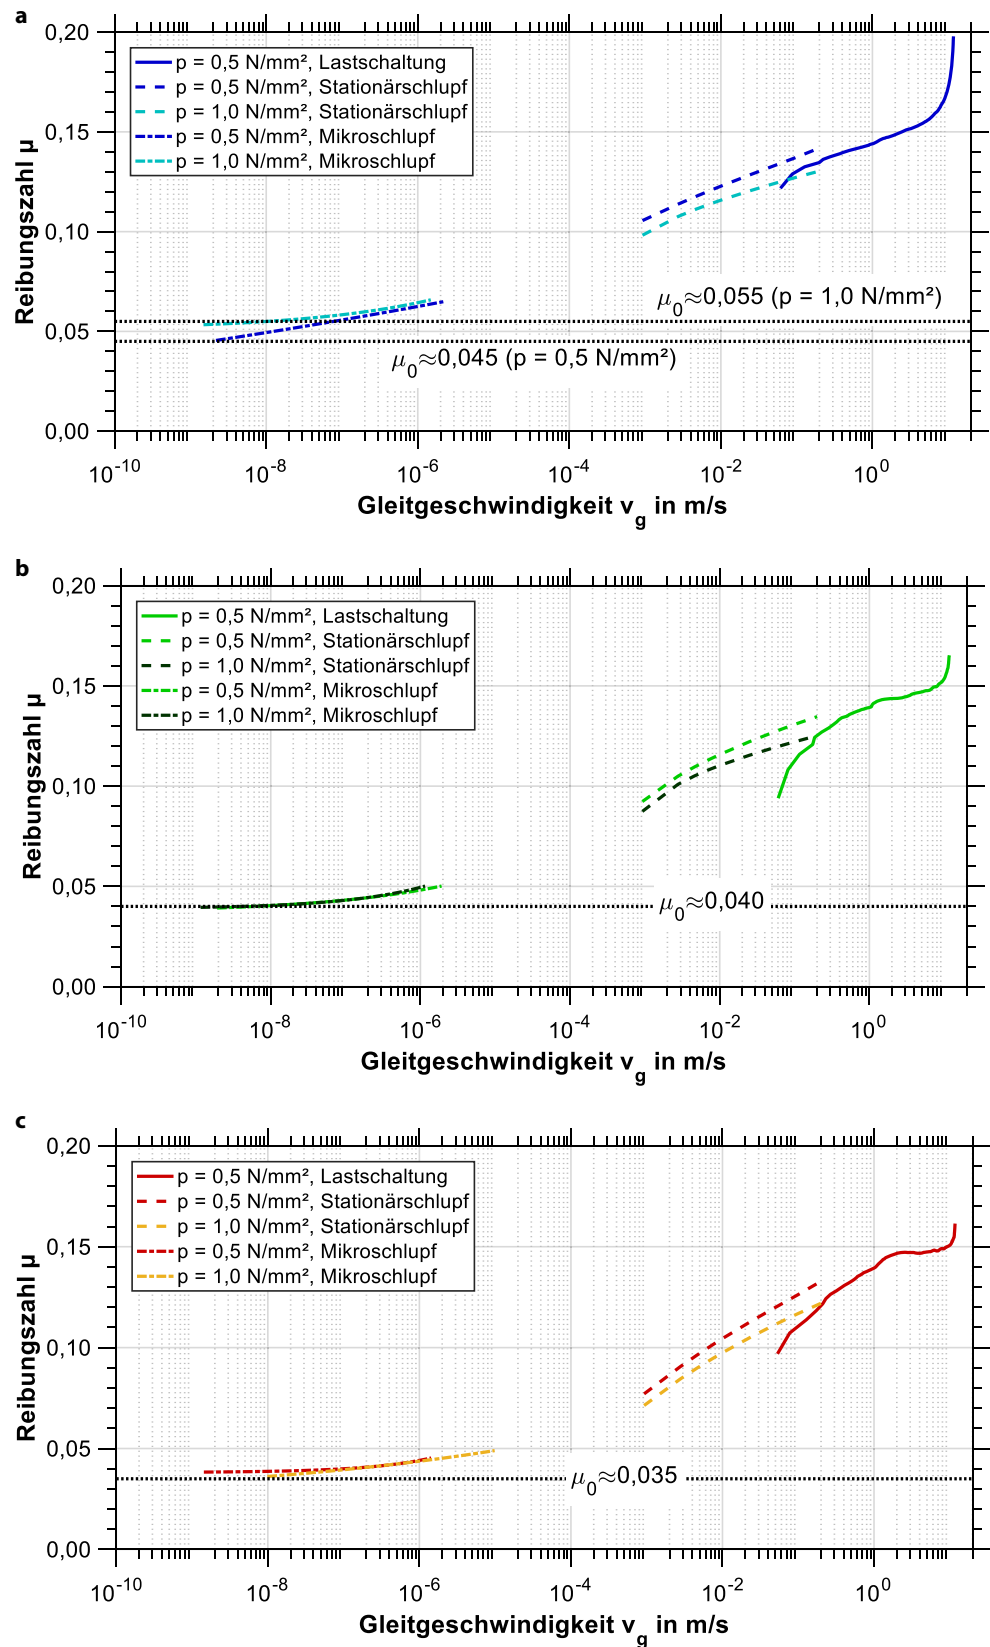 a
0,20
0,15
0,10
0,05
0,00
Reibungszahl µ
p = 0,5 N/mm², Lastschaltung
p = 0,5 N/mm², Stationärschlupf
p = 1,0 N/mm², Stationärschlupf
p = 0,5 N/mm², Mikroschlupf
p = 1,0 N/mm², Mikroschlupf
μ₀≈0,055 (p = 1,0 N/mm²)
μ₀≈0,045 (p = 0,5 N/mm²)
10⁻¹⁰ 10⁻⁸ 10⁻⁶ 10⁻⁴ 10⁻² 10⁰
Gleitgeschwindigkeit v_g in m/s
b
0,20
0,15
0,10
0,05
0,00
Reibungszahl µ
p = 0,5 N/mm², Lastschaltung
p = 0,5 N/mm², Stationärschlupf
p = 1,0 N/mm², Stationärschlupf
p = 0,5 N/mm², Mikroschlupf
p = 1,0 N/mm², Mikroschlupf
μ₀≈0,040
10⁻¹⁰ 10⁻⁸ 10⁻⁶ 10⁻⁴ 10⁻² 10⁰
Gleitgeschwindigkeit v_g in m/s
c
0,20
0,15
0,10
0,05
0,00
Reibungszahl µ
p = 0,5 N/mm², Lastschaltung
p = 0,5 N/mm², Stationärschlupf
p = 1,0 N/mm², Stationärschlupf
p = 0,5 N/mm², Mikroschlupf
p = 1,0 N/mm², Mikroschlupf
μ₀≈0,035
10⁻¹⁰ 10⁻⁸ 10⁻⁶ 10⁻⁴ 10⁻² 10⁰
Gleitgeschwindigkeit v_g in m/s